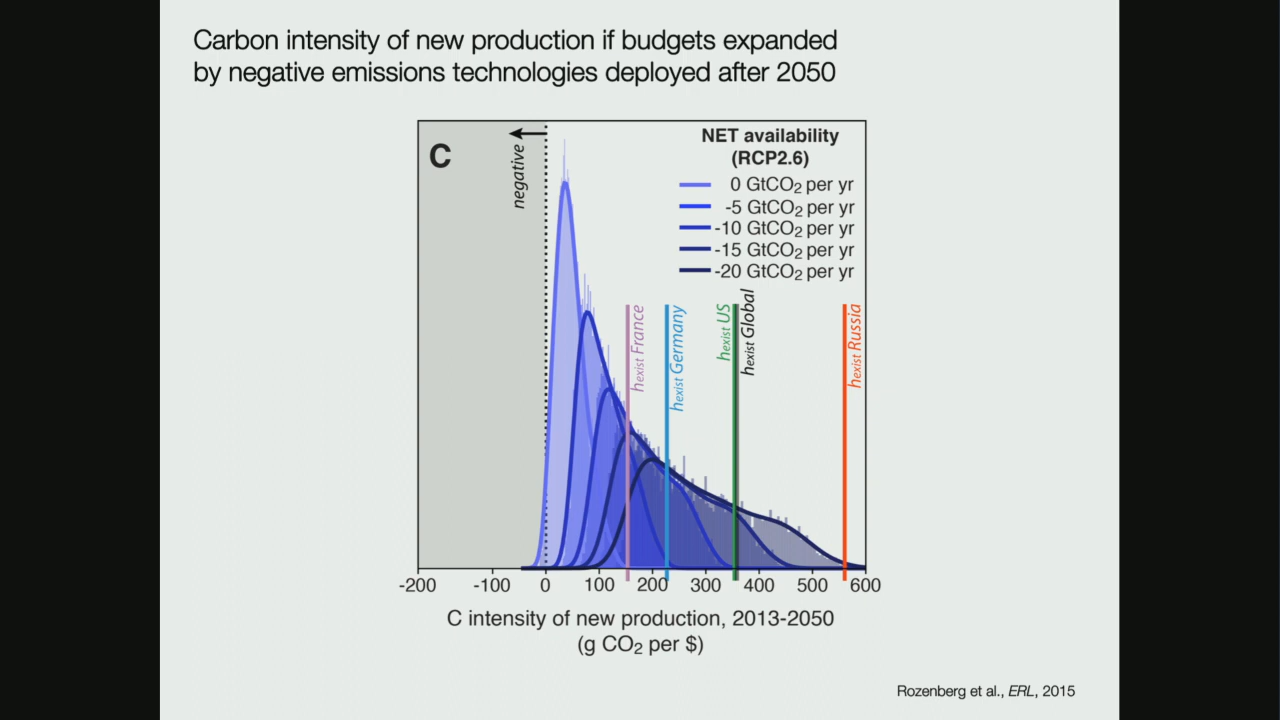 Carbon intensity of new production if budgets expanded
by negative emissions technologies deployed after 2050
C
negative
NET availability
(RCP2.6)
0 GtCO2 per yr
-5 GtCO2 per yr
-10 GtCO2 per yr
-15 GtCO2 per yr
-20 GtCO2 per yr
hexist France
hexist Germany
hexist US
hexist Global
hexist Russia
-200 -100 0 100 200 300 400 500 600
C intensity of new production, 2013-2050
(g CO2 per $)
Rozenberg et al., ERL, 2015